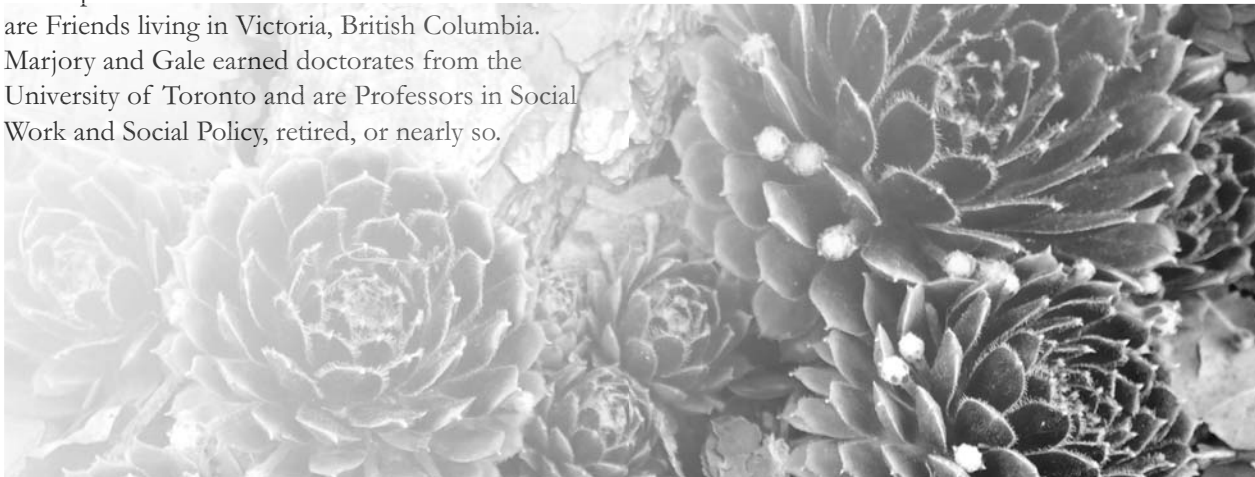 are Friends living in Victoria, British Columbia.
Marjory and Gale earned doctorates from the
University of Toronto and are Professors in Social
Work and Social Policy, retired, or nearly so.